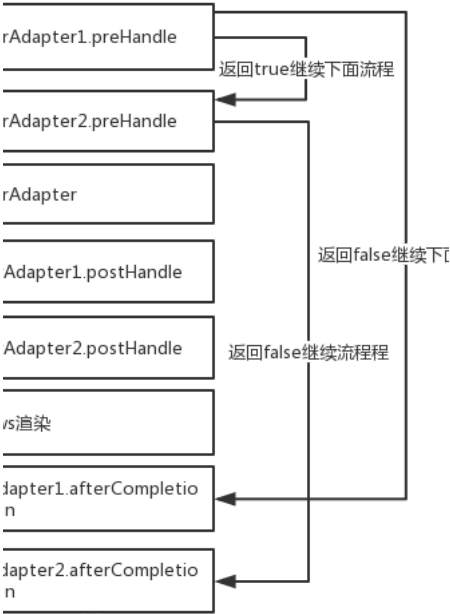 rAdapter1.preHandle
返回true继续下面流程
rAdapter2.preHandle
rAdapter
返回false继续下
Adapter1.postHandle
Adapter2.postHandle
返回false继续流程程
ws渲染
dapter1.afterCompletio
n
dapter2.afterCompletio
n